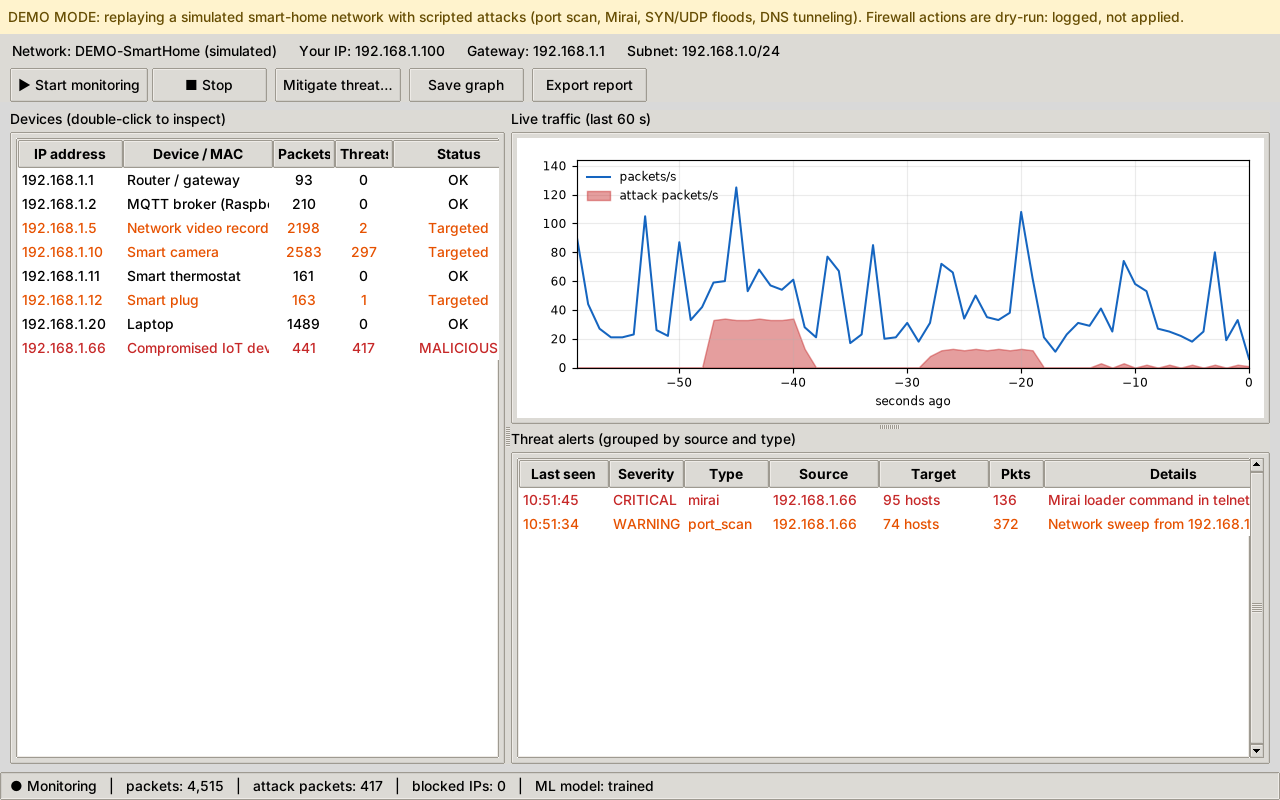 DEMO MODE: replaying a simulated smart-home network with scripted attacks (port scan, Mirai, SYN/UDP floods, DNS tunneling). Firewall actions are dry-run: logged, not applied.
Network: DEMO-SmartHome (simulated) Your IP: 192.168.1.100 Gateway: 192.168.1.1 Subnet: 192.168.1.0/24
▶ Start monitoring ■ Stop Mitigate threat... Save graph Export report
Devices (double-click to inspect)
IP address Device / MAC Packets Threats Status
192.168.1.1 Router / gateway 93 0 OK
192.168.1.2 MQTT broker (Raspbe 210 0 OK
192.168.1.5 Network video record 2198 2 Targeted
192.168.1.10 Smart camera 2583 297 Targeted
192.168.1.11 Smart thermostat 161 0 OK
192.168.1.12 Smart plug 163 1 Targeted
192.168.1.20 Laptop 1489 0 OK
192.168.1.66 Compromised IoT dev 441 417 MALICIOUS
Live traffic (last 60 s)
packets/s
attack packets/s
140
120
100
80
60
40
20
0
−50 −40 −30 −20 −10 0
seconds ago
Threat alerts (grouped by source and type)
Last seen Severity Type Source Target Pkts Details
10:51:45 CRITICAL mirai 192.168.1.66 95 hosts 136 Mirai loader command in telnet
10:51:34 WARNING port_scan 192.168.1.66 74 hosts 372 Network sweep from 192.168.1
● Monitoring | packets: 4,515 | attack packets: 417 | blocked IPs: 0 | ML model: trained